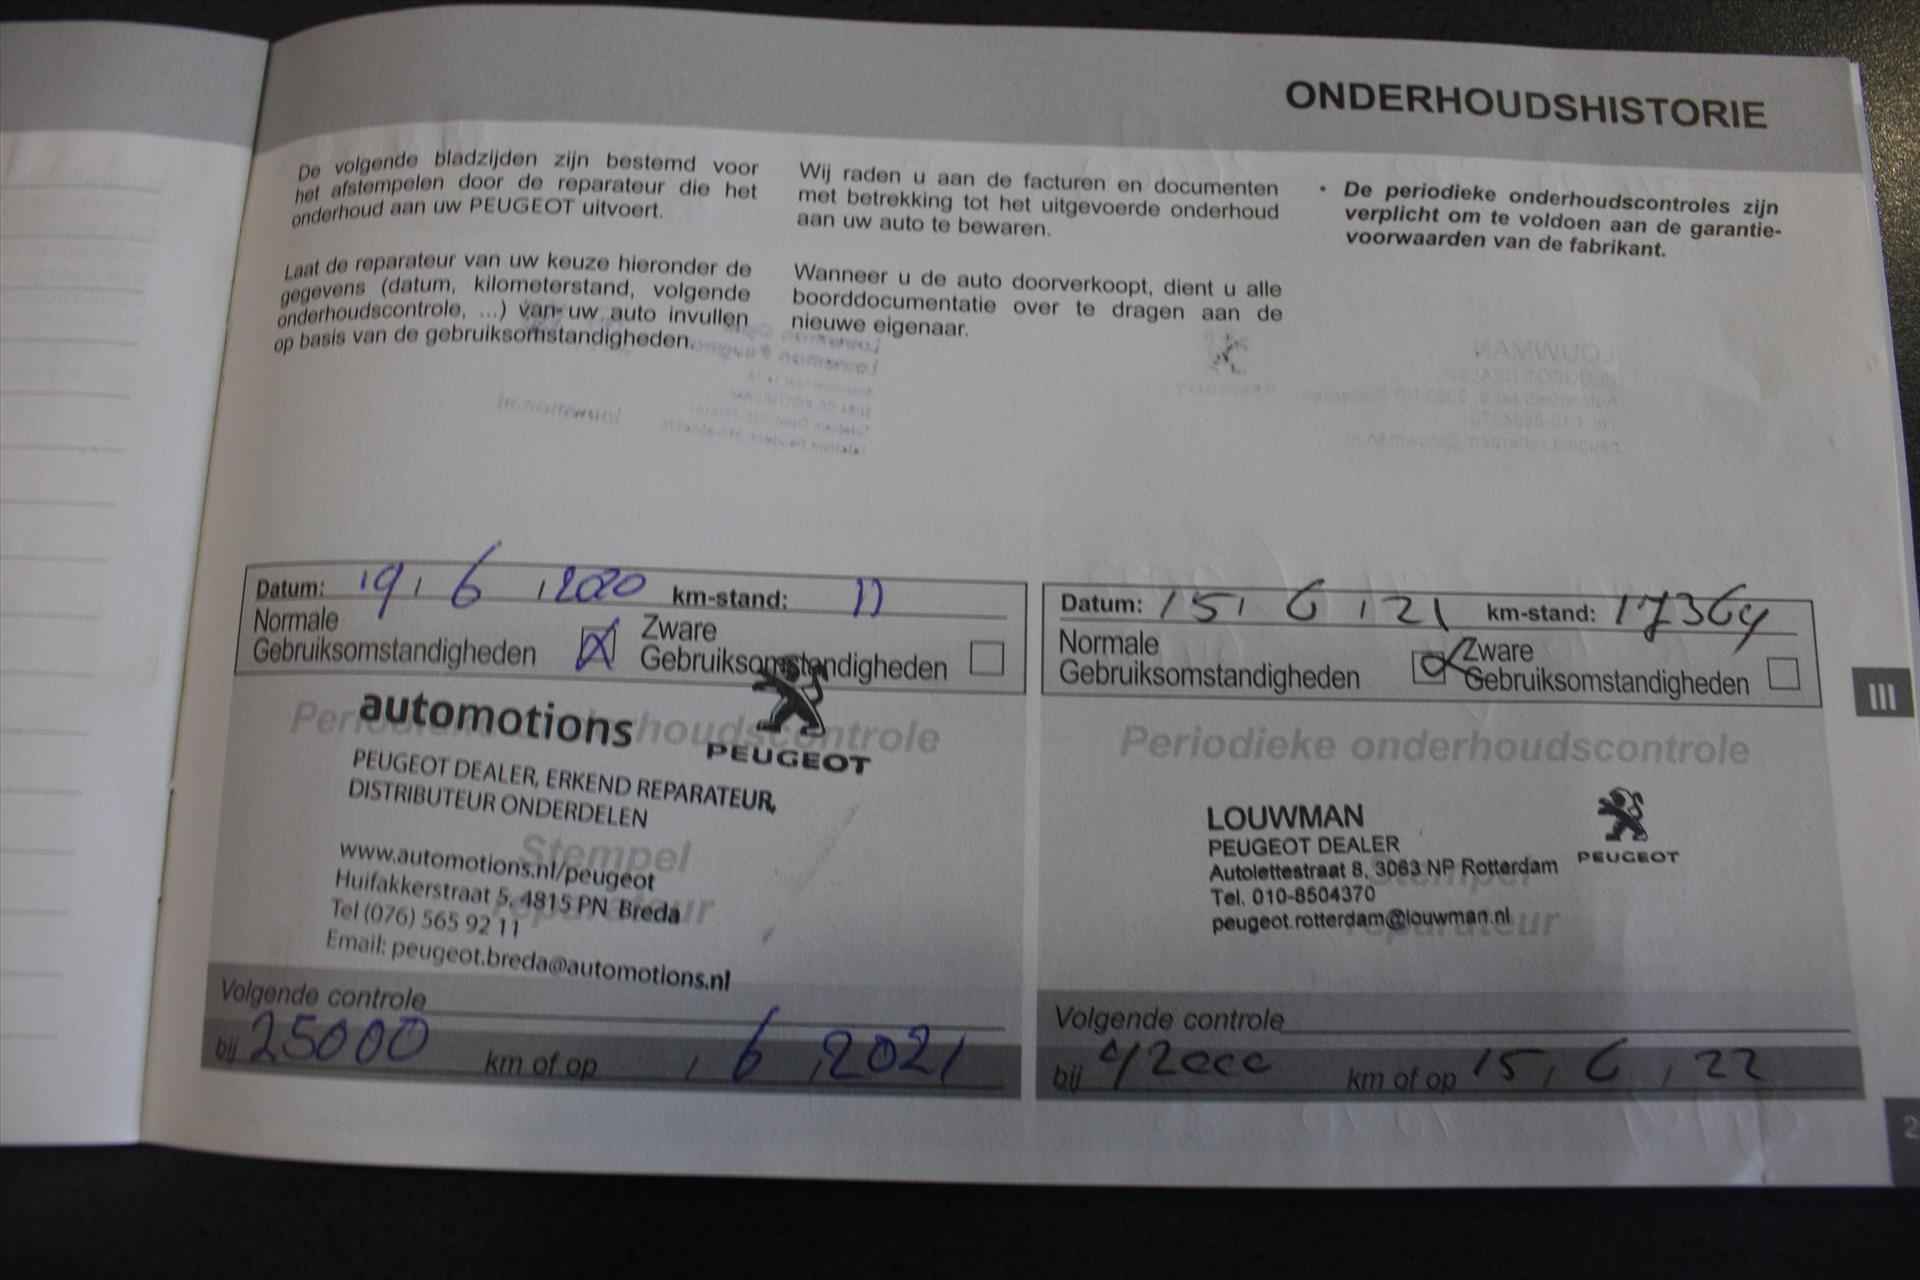 ONDERHOUDSHISTORIE
De volgende bladzijden zijn bestemd voor
het afstempelen door de reparateur die het
onderhoud aan uw PEUGEOT uitvoert.
Laat de reparateur van uw keuze hieronder de
gegevens (datum, kilometerstand, volgende
onderhoudscontrole, ...) van uw auto invullen
op basis van de gebruiksomstandigheden.
Wij raden u aan de facturen en documenten
met betrekking tot het uitgevoerde onderhoud
aan uw auto te bewaren.
Wanneer u de auto doorverkoopt, dient u alle
boorddocumentatie over te dragen aan de
nieuwe eigenaar.
• De periodieke onderhoudscontroles zijn
verplicht om te voldoen aan de garantie-
voorwaarden van de fabrikant.
Datum: 19, 6, 2020 km-stand: 11
Normale
Gebruiksomstandigheden
Zware
Gebruiksomstandigheden
Periodieke onderhoudscontrole
automotions
PEUGEOT
PEUGEOT DEALER, ERKEND REPARATEUR,
DISTRIBUTEUR ONDERDELEN
Stempel
www.automotions.nl/peugeot
Huifakkerstraat 5, 4815 PN Breda
reparateur
Tel (076) 565 92 11
Email: peugeot.breda@automotions.nl
Volgende controle
bij 25000 km of op , 6, 2021
Datum: 15, 6, 21 km-stand: 17364
Normale
Gebruiksomstandigheden
Zware
Gebruiksomstandigheden
Periodieke onderhoudscontrole
LOUWMAN
PEUGEOT DEALER
PEUGEOT
Autolettestraat 8, 3063 NP Rotterdam
Stempel
Tel. 010-8504370
peugeot.rotterdam@louwman.nl
reparateur
Volgende controle
bij 42000 km of op 15, 6, 22
III
2